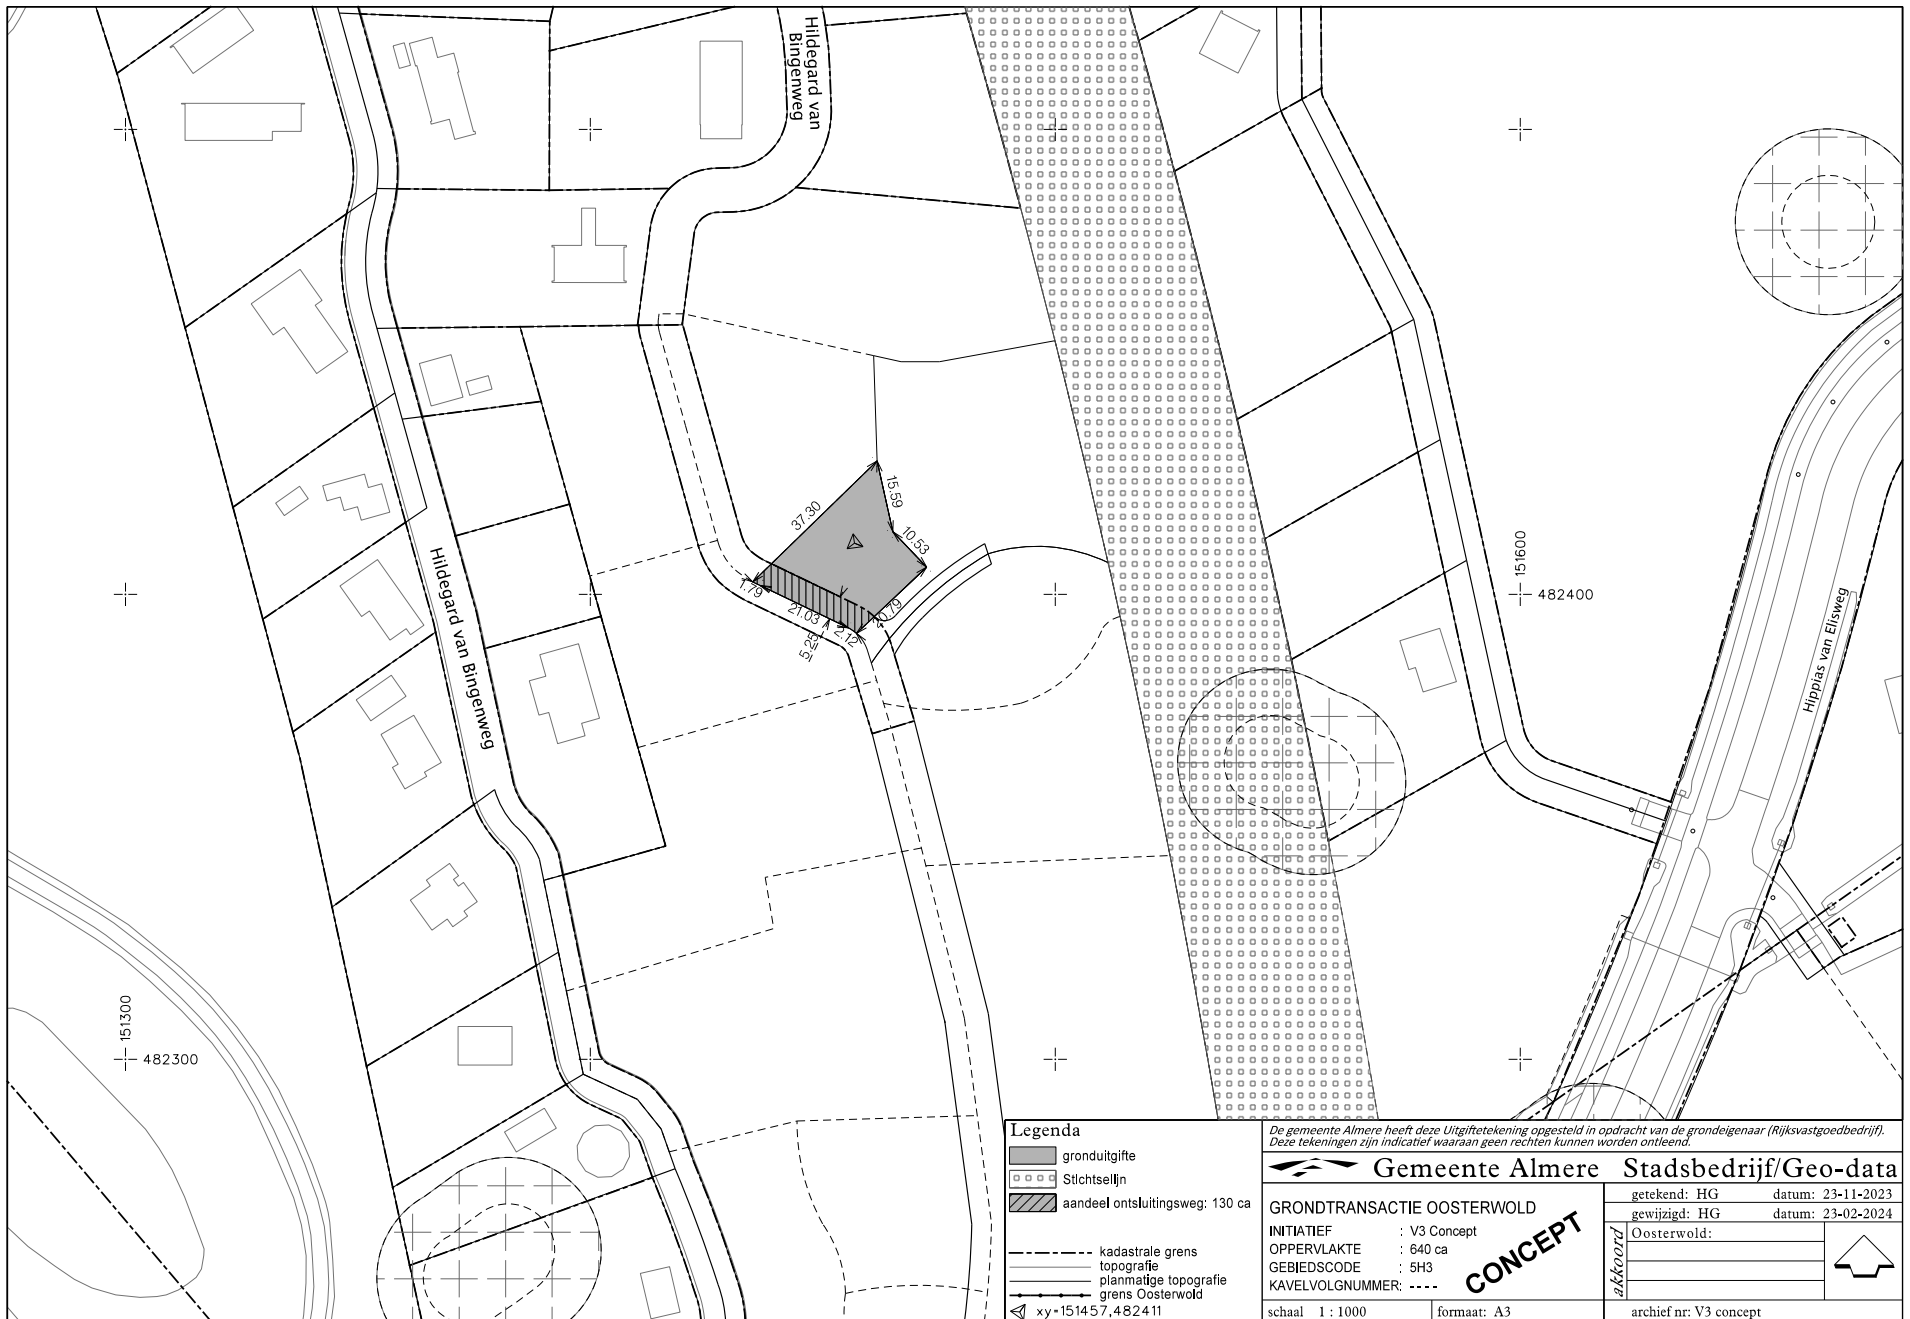 Hildegard van
Bingenweg
Hildegard van Bingenweg
37.30
15.59
10.53
1.79
21.03
2.12
5.25
151600
482400
Hippias van Elisweg
151300
482300
Legenda
gronduitgifte
Stichtselijn
aandeel ontsluitingsweg: 130 ca
kadastrale grens
topografie
planmatige topografie
grens Oosterwold
xy=151457,482411
De gemeente Almere heeft deze Uitgiftetekening opgesteld in opdracht van de grondeigenaar (Rijksvastgoedbedrijf).
Deze tekeningen zijn indicatief waaraan geen rechten kunnen worden ontleend.
Gemeente Almere Stadsbedrijf/Geo-data
GRONDTRANSACTIE OOSTERWOLD
INITIATIEF : V3 Concept
OPPERVLAKTE : 640 ca
GEBIEDSCODE : 5H3
KAVELVOLGNUMMER: ----
CONCEPT
getekend: HG datum: 23-11-2023
gewijzigd: HG datum: 23-02-2024
akkoord
Oosterwold:
schaal 1 : 1000
formaat: A3
archief nr: V3 concept